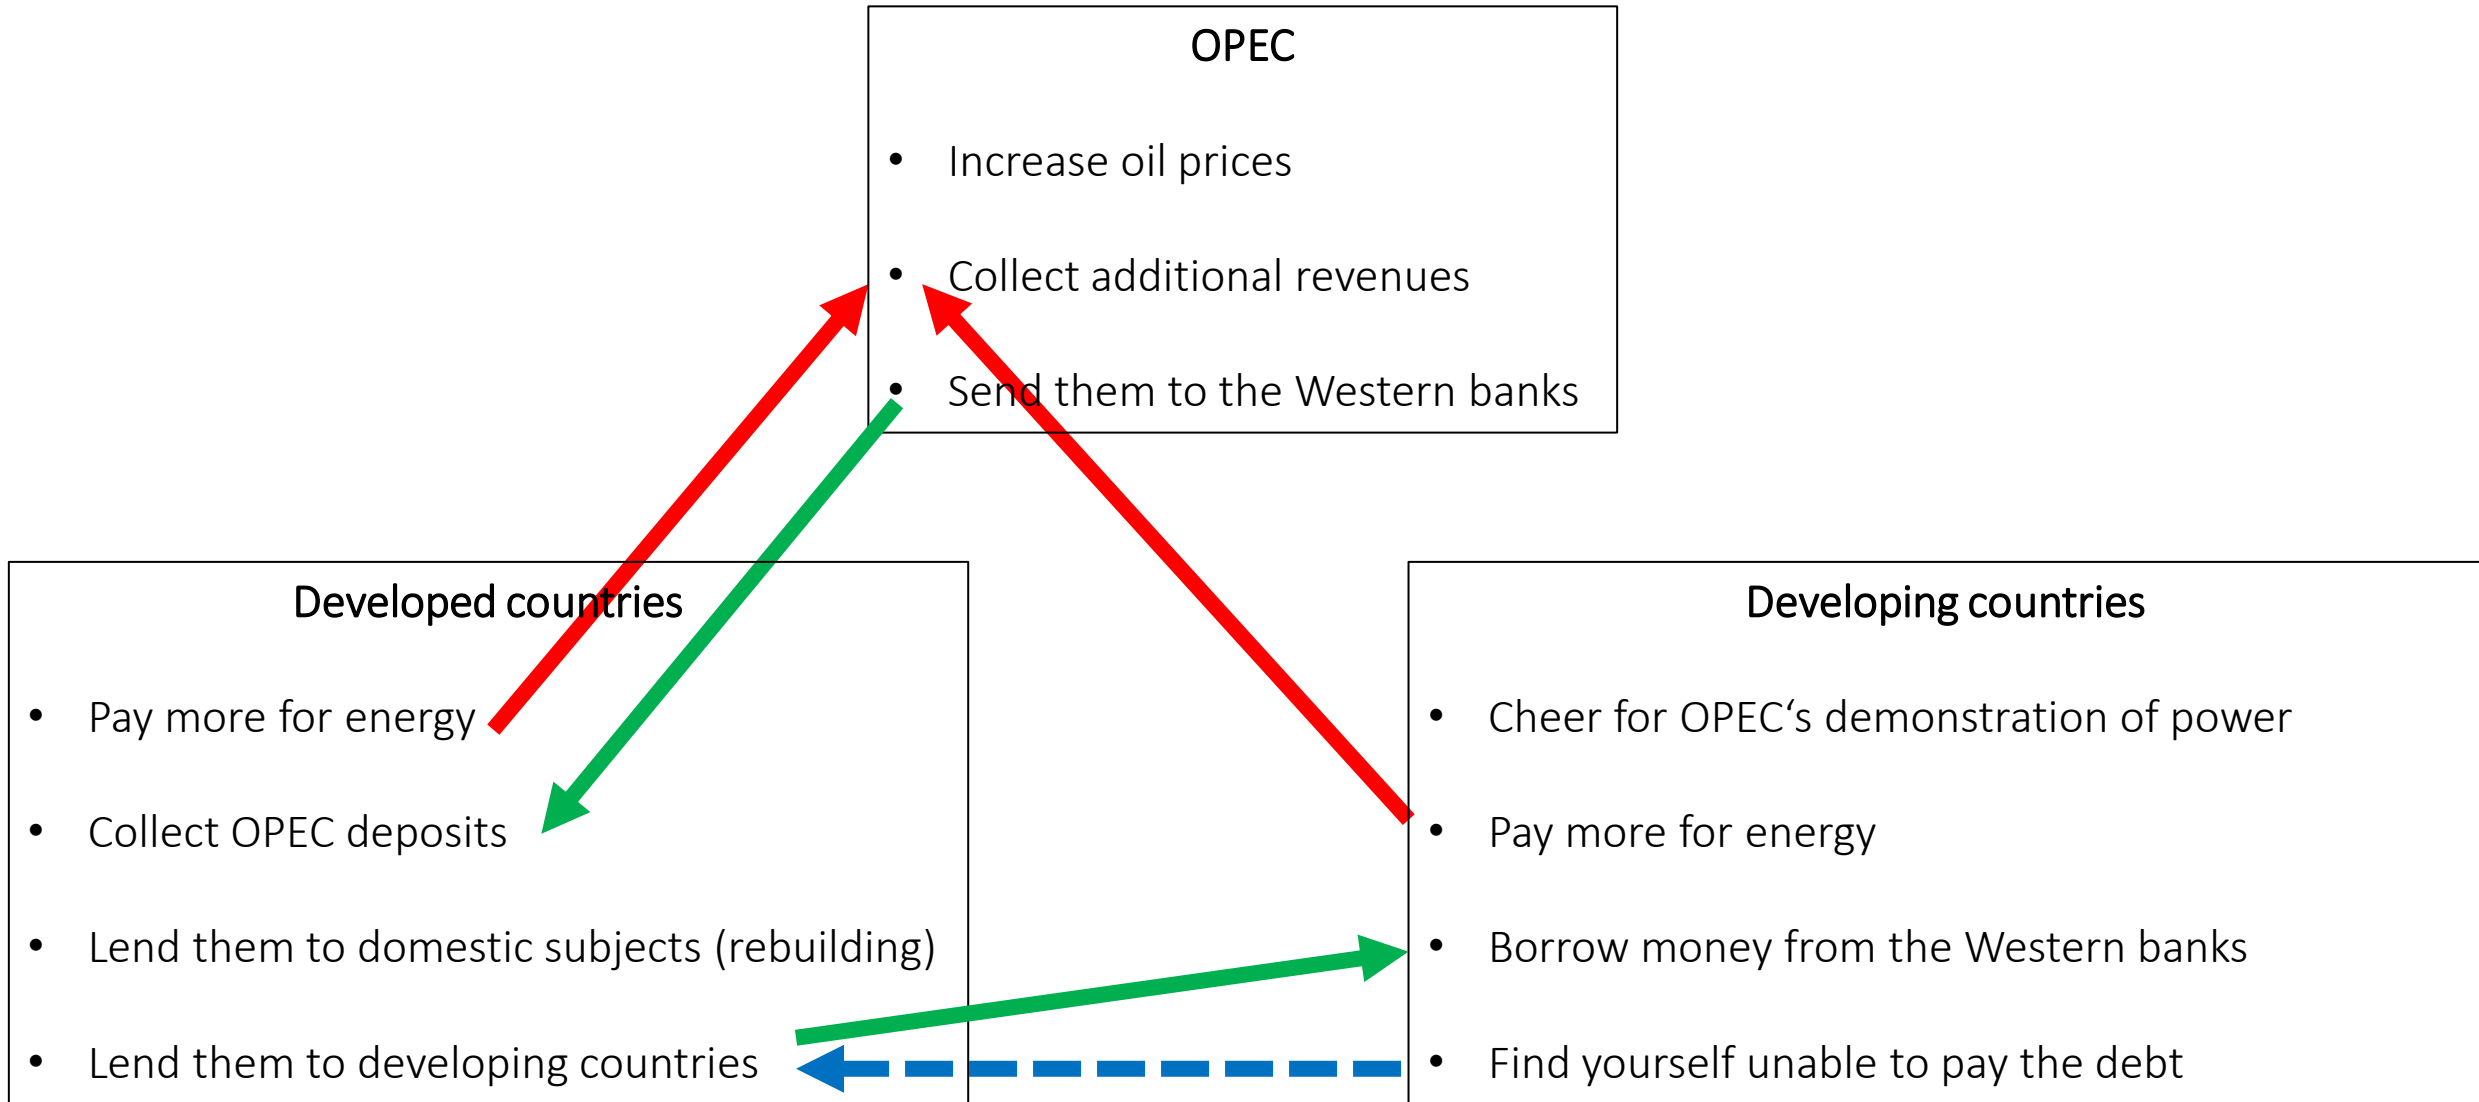 OPEC
• Increase oil prices
• Collect additional revenues
• Send them to the Western banks
Developed countries
• Pay more for energy
• Collect OPEC deposits
• Lend them to domestic subjects (rebuilding)
• Lend them to developing countries
Developing countries
• Cheer for OPEC‘s demonstration of power
• Pay more for energy
• Borrow money from the Western banks
• Find yourself unable to pay the debt